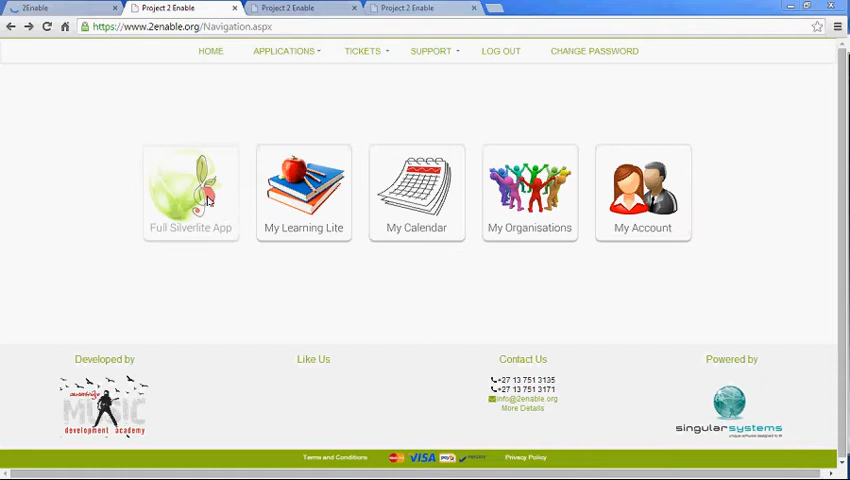 2Enable
Project 2 Enable
Project 2 Enable
Project 2 Enable
https://www.2enable.org/Navigation.aspx
HOME
APPLICATIONS
TICKETS
SUPPORT
LOG OUT
CHANGE PASSWORD
Full Silverlite App
My Learning Lite
My Calendar
My Organisations
My Account
Developed by
Like Us
Contact Us
Powered by
+27 13 751 3135
+27 13 751 3171
info@2enable.org
More Details
MUSIC
development academy
singularsystems
Terms and Conditions
VISA
Privacy Policy